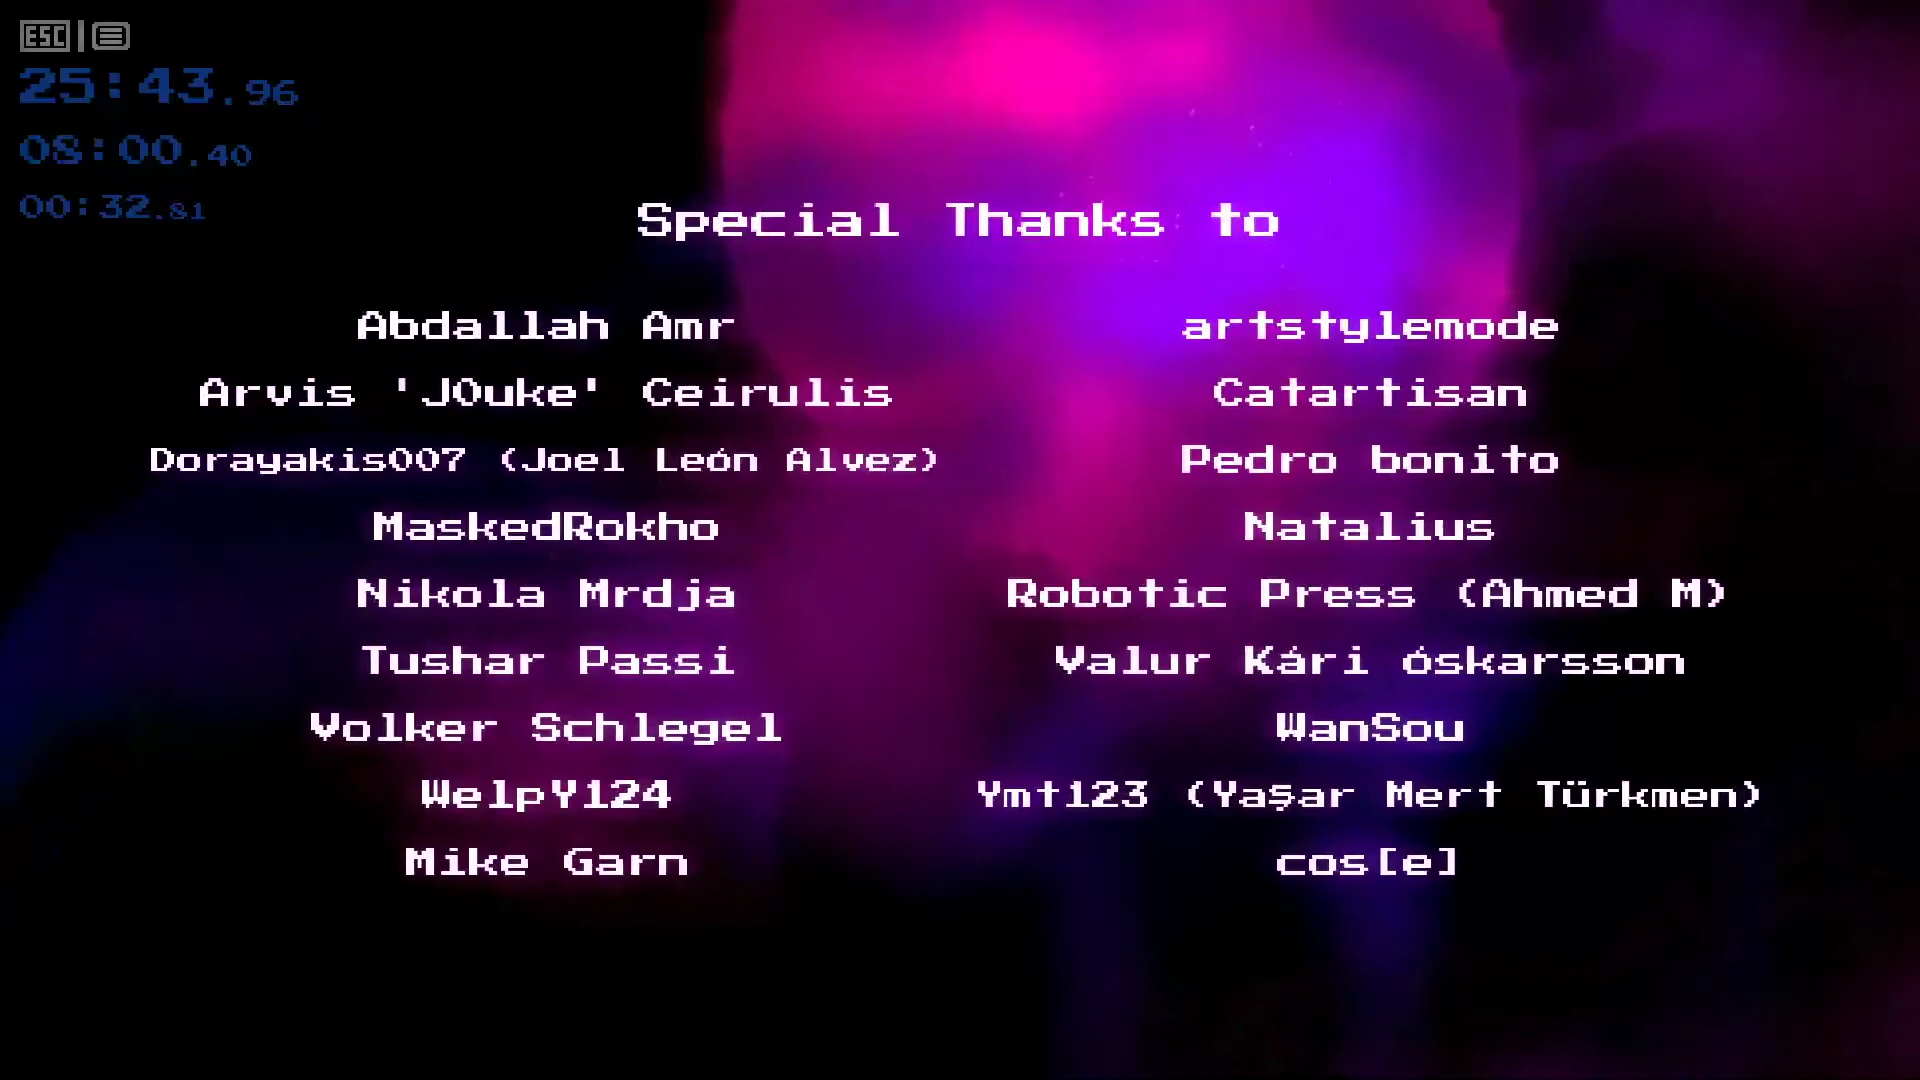 ESC
25:43.96
08:00.40
00:32.81
Special Thanks to
Abdallah Amr
Arvis 'J0uke' Ceirulis
Dorayakis007 (Joel León Alvez)
MaskedRokho
Nikola Mrdja
Tushar Passi
Volker Schlegel
WelpY124
Mike Garn
artstylemode
Catartisan
Pedro bonito
Natalius
Robotic Press (Ahmed M)
Valur Kári óskarsson
WanSou
Ymt123 (Yaşar Mert Türkmen)
cos[e]